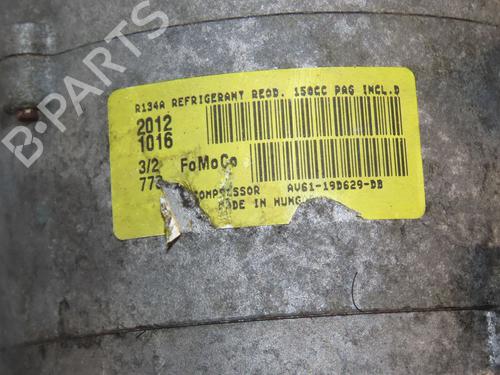 B-PARTS
R134A REFRIGERANT REQD. 150CC PAG INCL.D
2012
1016
3/2 FoMoCo
773
COMPRESSOR AV61-19D629-DB
MADE IN HUNG